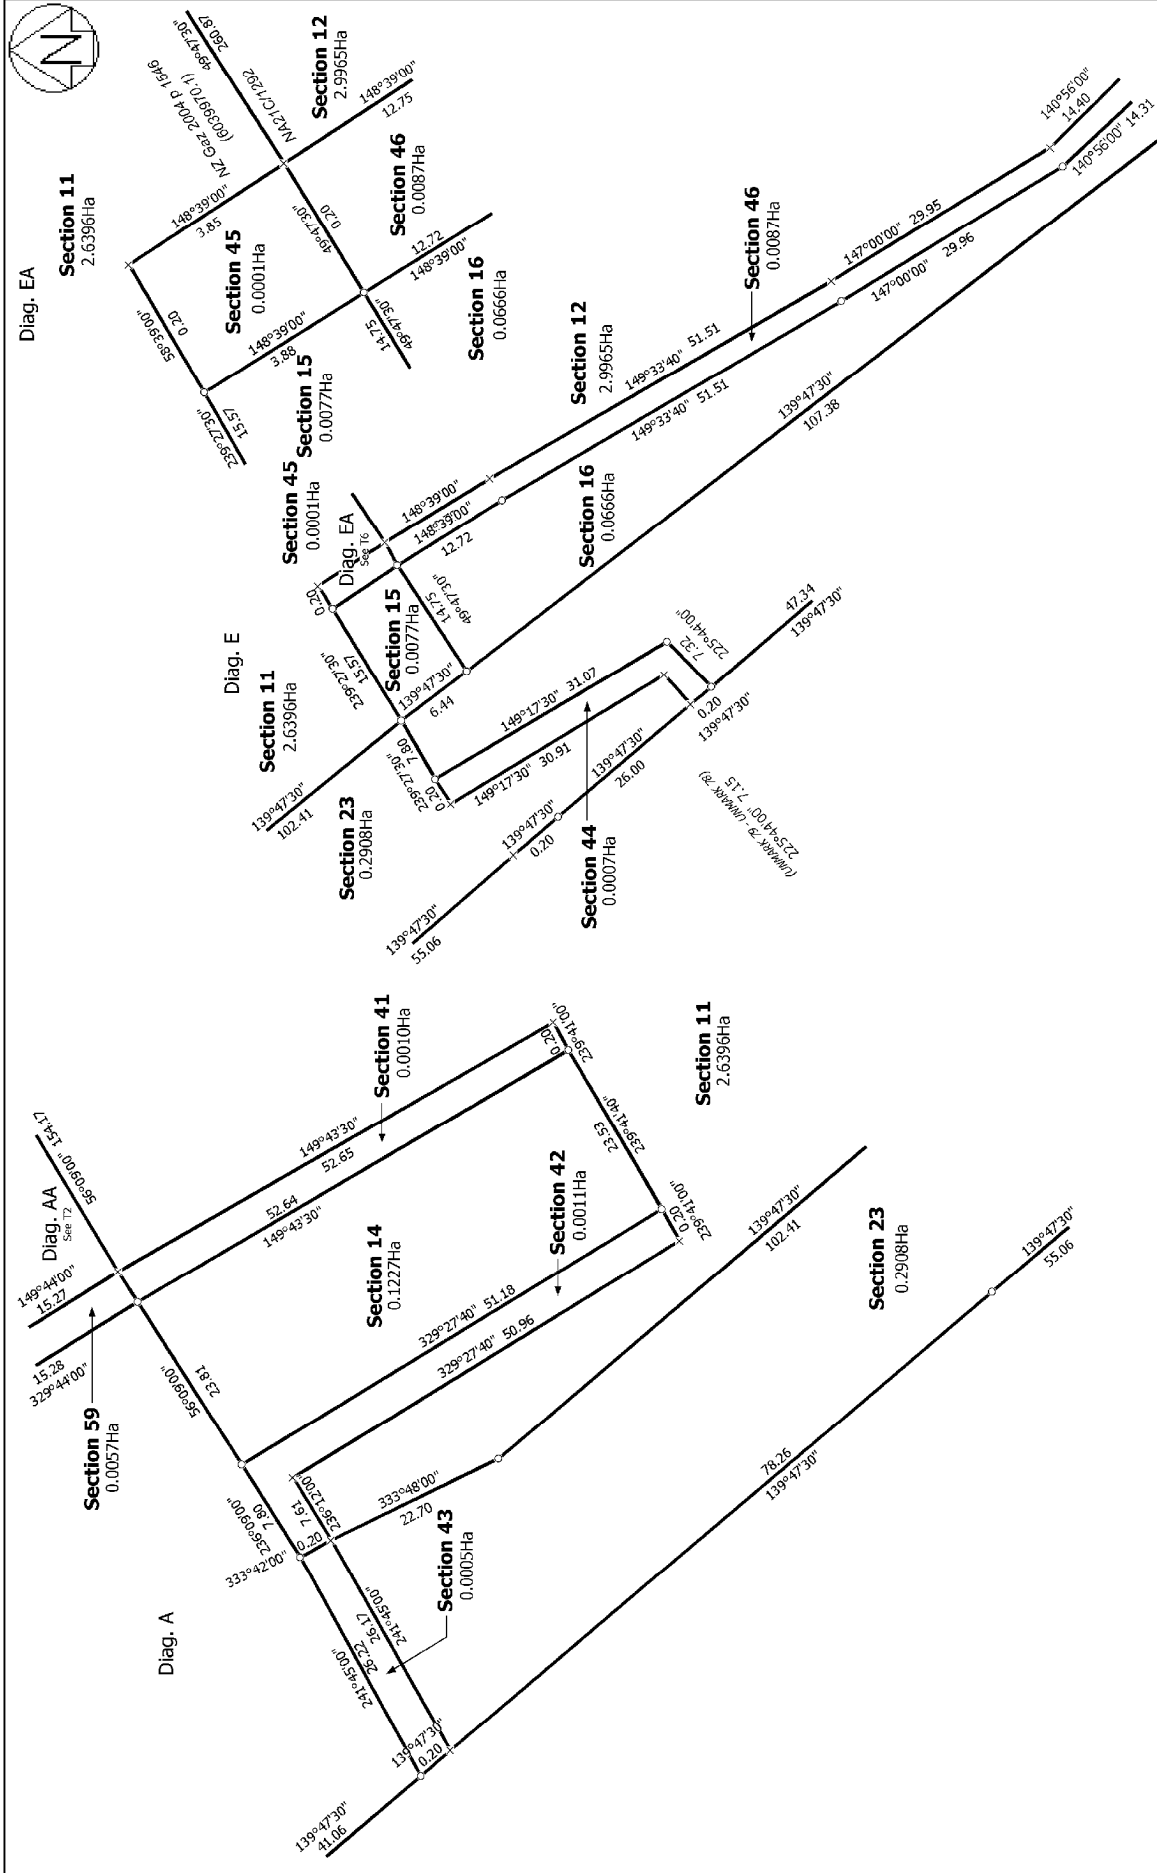 N
Diag. EA
Section 11
2.6396Ha
NZ Gaz 2004 p 1546
(6039970.1)
49°47'30"
260.87
NA21C/1292
Section 12
2.9965Ha
148°39'00"
12.75
148°39'00"
3.85
58°39'00"
0.20
Section 45
0.0001Ha
49°47'30"
0.20
Section 46
0.0087Ha
12.72
148°39'00"
148°39'00"
3.88
239°27'30"
15.57
Section 15
0.0077Ha
14.75
49°47'30"
Section 16
0.0666Ha
Diag. E
Section 11
2.6396Ha
Section 45
0.0001Ha
0.20
Diag. EA
See T6
148°39'00"
148°39'00"
12.72
239°27'30"
15.57
Section 15
0.0077Ha
14.75
49°47'30"
139°47'30"
6.44
Section 12
2.9965Ha
149°33'40" 51.51
149°33'40" 51.51
Section 46
0.0087Ha
147°00'00" 29.95
147°00'00" 29.96
140°56'00"
14.40
140°56'00" 14.31
Section 16
0.0666Ha
139°47'30"
107.38
139°47'30"
102.41
Section 23
0.2908Ha
7.80
239°27'30"
0.20
149°17'30" 31.07
149°17'30" 30.91
7.32
225°44'00"
47.34
139°47'30"
0.20
139°47'30"
139°47'30"
26.00
139°47'30"
0.20
Section 44
0.0007Ha
(UNMARK 79 - UNMARK 78)
225°44'00" 7.15
139°47'30"
55.06
Diag. A
Diag. AA
See T2
56°09'00" 154.17
149°44'00"
15.27
15.28
329°44'00"
Section 59
0.0057Ha
Section 41
0.0010Ha
149°43'30"
52.65
52.64
149°43'30"
0.20
239°41'00"
Section 14
0.1227Ha
56°09'00"
23.81
23.53
239°41'40"
Section 11
2.6396Ha
Section 42
0.0011Ha
329°27'40" 51.18
329°27'40" 50.96
0.20
239°41'00"
236°09'00"
7.80
7.61
236°12'00"
333°42'00"
0.20
333°48'00"
22.70
Section 43
0.0005Ha
241°45'00"
26.22
26.17
241°45'00"
139°47'30"
0.20
139°47'30"
41.06
139°47'30"
102.41
Section 23
0.2908Ha
78.26
139°47'30"
139°47'30"
55.06